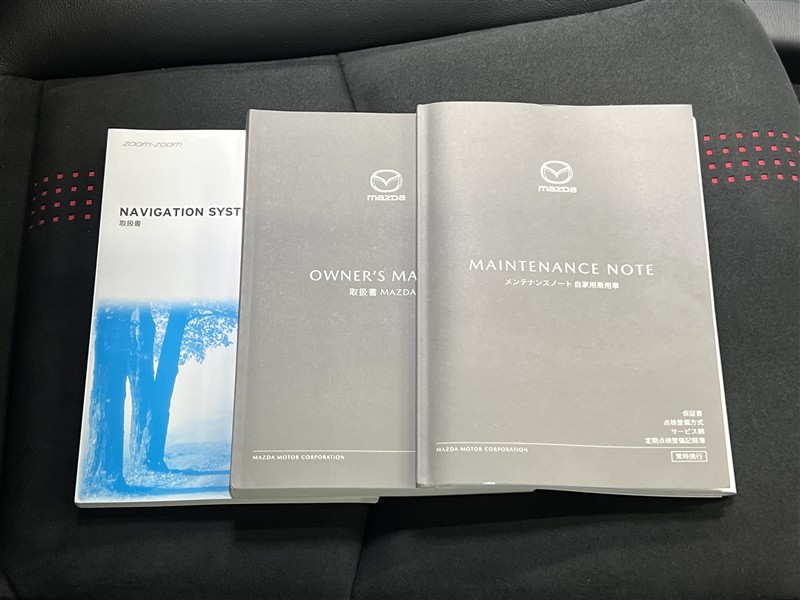 zoom-zoom
NAVIGATION SYST
取扱書
mazda
OWNER'S MA
取扱書 MAZDA
MAZDA MOTOR CORPORATION
mazda
MAINTENANCE NOTE
メンテナンスノート 自家用乗用車
保証書
点検整備方式
サービス網
定期点検整備記録簿
常時携行
MAZDA MOTOR CORPORATION